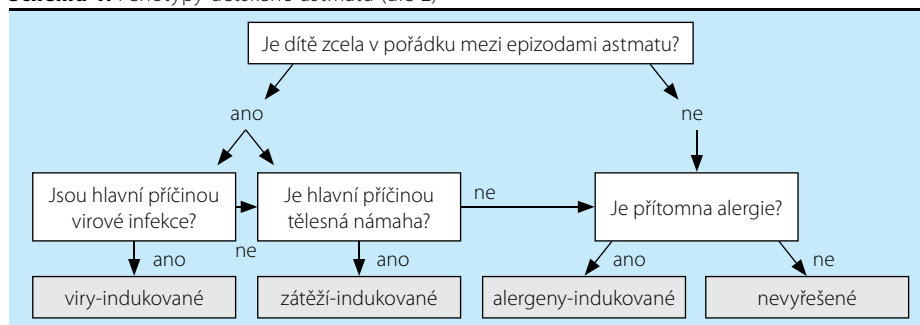 Je dítě zcela v pořádku mezi epizodami astmatu?
ano
ne
Jsou hlavní příčinou
virové infekce?
ne
Je hlavní příčinou
tělesná námaha?
ne
Je přítomna alergie?
ano
ano
ano
ne
viry-indukované
zátěží-indukované
alergeny-indukované
nevyřešené